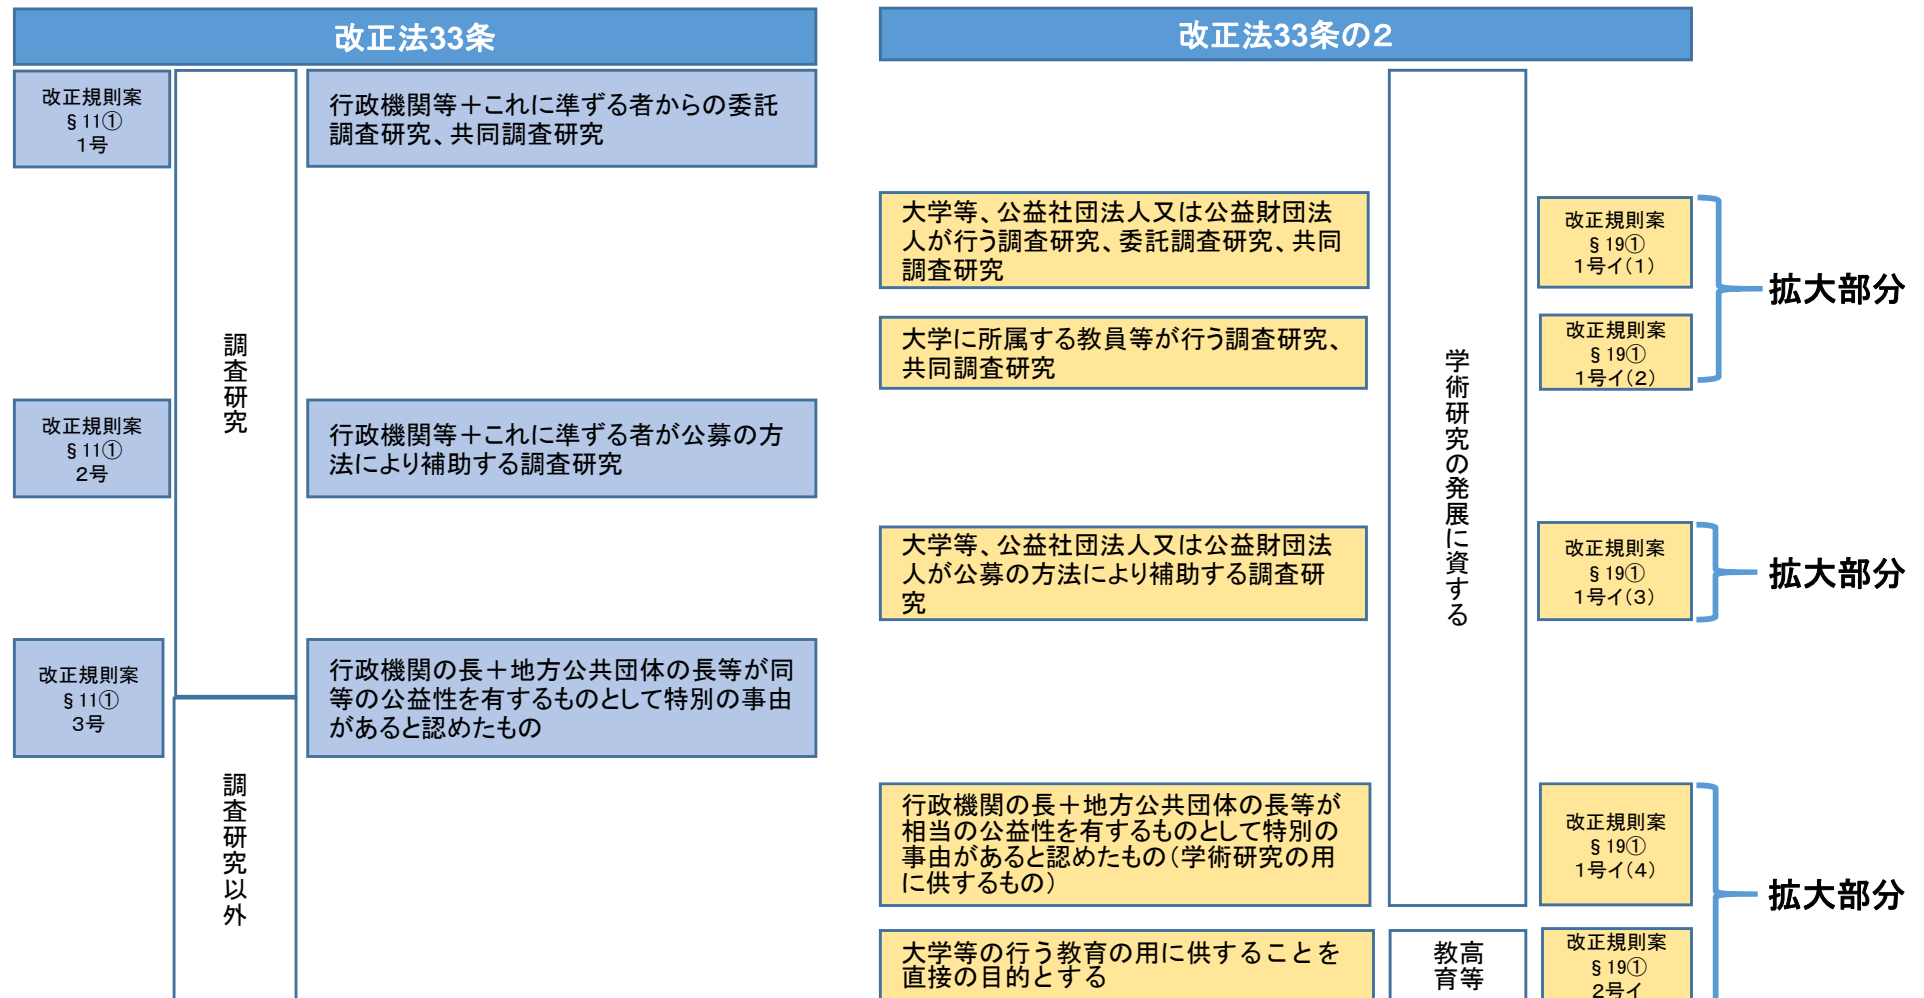 改正法33条
改正規則案
§11①
1号
調査研究
行政機関等＋これに準ずる者からの委託
調査研究、共同調査研究
改正規則案
§11①
2号
行政機関等＋これに準ずる者が公募の方
法により補助する調査研究
改正規則案
§11①
3号
行政機関の長＋地方公共団体の長等が同
等の公益性を有するものとして特別の事由
があると認めたもの
調査研究以外
改正法33条の２
大学等、公益社団法人又は公益財団法
人が行う調査研究、委託調査研究、共同
調査研究
学術研究の発展に資する
改正規則案
§19①
1号イ(1)
拡大部分
大学に所属する教員等が行う調査研究、
共同調査研究
改正規則案
§19①
1号イ(2)
大学等、公益社団法人又は公益財団法
人が公募の方法により補助する調査研
究
改正規則案
§19①
1号イ(3)
拡大部分
行政機関の長＋地方公共団体の長等が
相当の公益性を有するものとして特別の
事由があると認めたもの（学術研究の用
に供するもの）
改正規則案
§19①
1号イ(4)
拡大部分
大学等の行う教育の用に供することを
直接の目的とする
高等
教育
改正規則案
§19①
2号イ